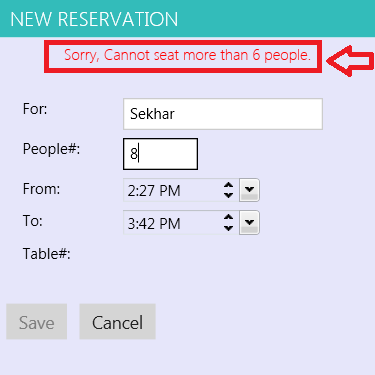 NEW RESERVATION
Sorry, Cannot seat more than 6 people.
For: Sekhar
People#: 8
From: 2:27 PM
To: 3:42 PM
Table#:
Save Cancel